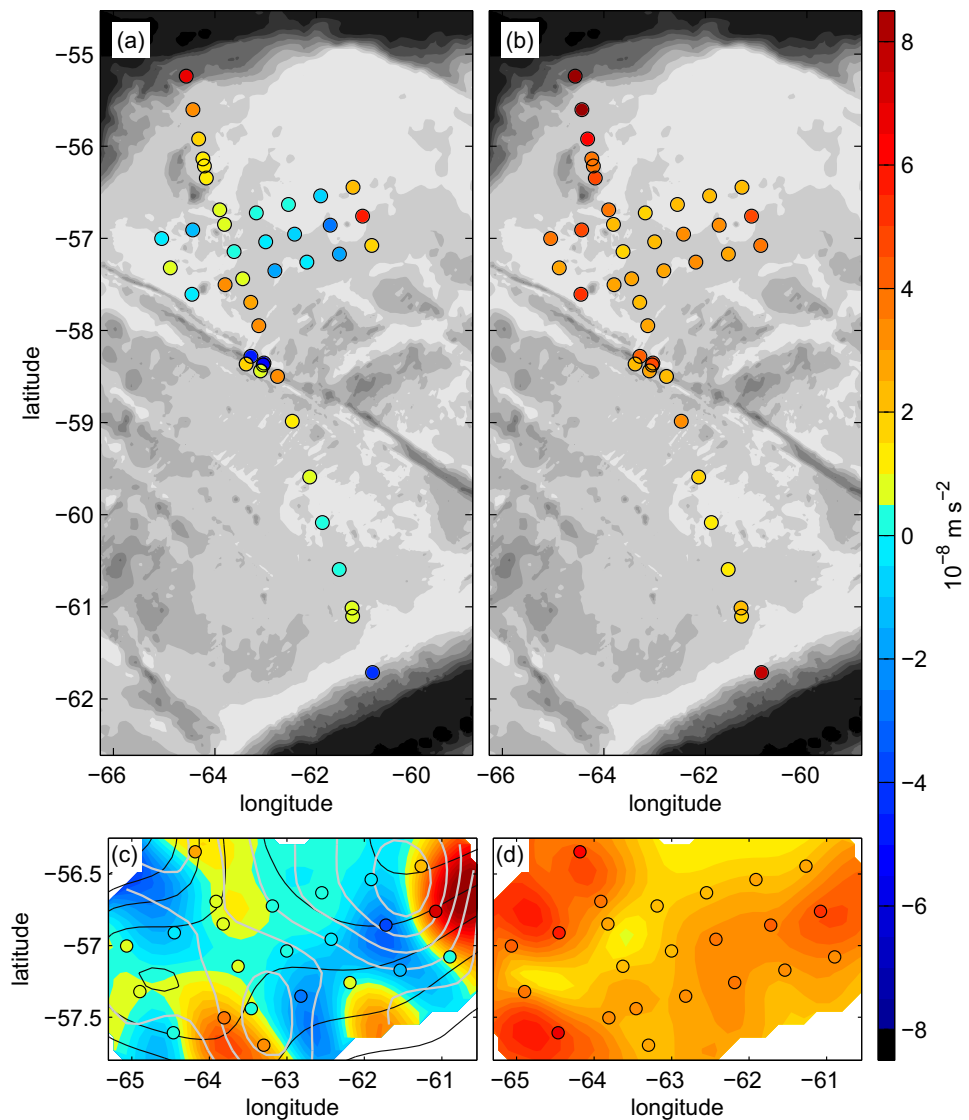 (a)
(b)
−55
−56
−57
−58
−59
−60
−61
−62
latitude
−66 −64 −62 −60
longitude
−66 −64 −62 −60
longitude
8
6
4
2
0
−2
−4
−6
−8
10⁻⁸ m s⁻²
(c)
−56.5
−57
−57.5
latitude
−65 −64 −63 −62 −61
longitude
(d)
−65 −64 −63 −62 −61
longitude